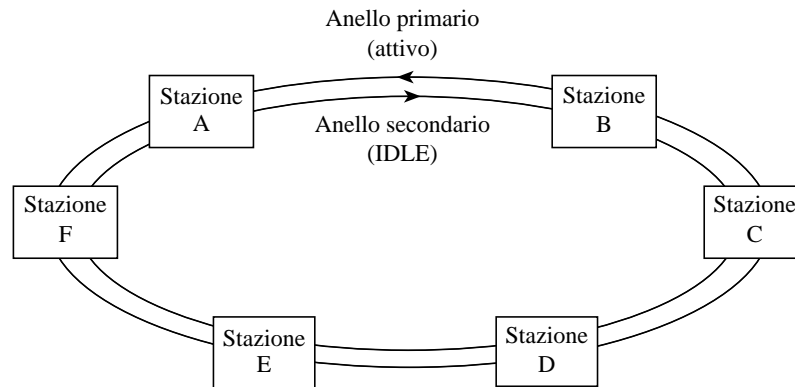 Anello primario
(attivo)
Stazione
A
Anello secondario
(IDLE)
Stazione
B
Stazione
F
Stazione
C
Stazione
E
Stazione
D